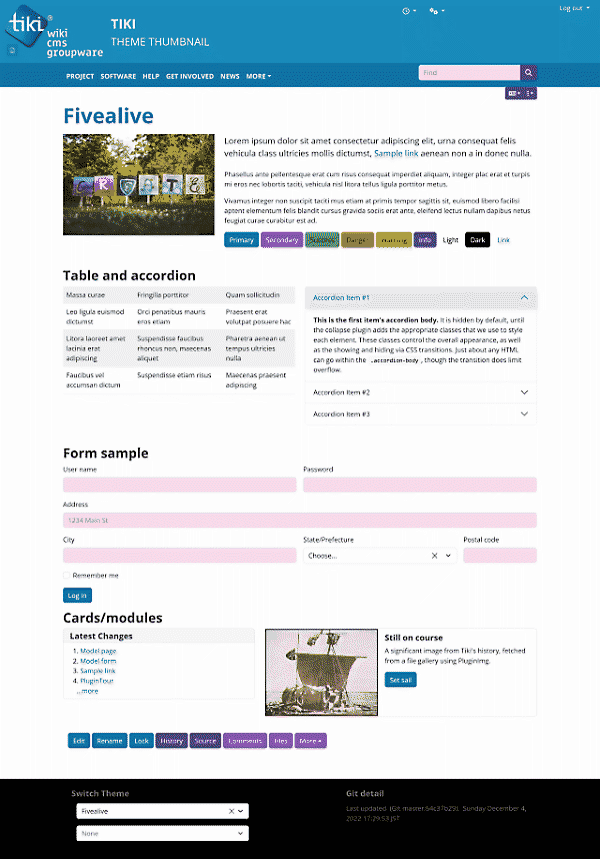 tiki ®
wiki
cms
groupware
TIKI
THEME THUMBNAIL
Log out
PROJECT SOFTWARE HELP GET INVOLVED NEWS MORE
Find
Fivealive
Lorem ipsum dolor sit amet consectetur adipiscing elit, urna consequat felis
vehicula class ultricies mollis dictumst, Sample link aenean non a in donec nulla.
Phasellus ante pellentesque erat cum risus consequat imperdiet aliquam, integer placerat et turpis
mi eros nec lobortis taciti, vehicula nisl litora tellus ligula porttitor metus.
Vivamus integer non suscipit taciti mus etiam at primis tempor sagittis sit, euismod libero facilisi
aptent elementum felis blandit cursus gravida sociis erat ante, eleifend lectus nullam dapibus netus
feugiat curae curabitur est ad.
Primary Secondary Success Danger Warning Info Light Dark Link
Table and accordion
Massa curae Fringilla porttitor Quam sollicitudin
Leo ligula euismod
dictumst
Orci penatibus mauris
eros etiam
Praesent erat
volutpat posuere hac
Litora laoreet amet
lacinia erat
adipiscing
Suspendisse faucibus
rhoncus non, maecenas
aliquet
Pharetra aenean at
tempus ultricies
nulla
Faucibus vel
accumsan dictum
Suspendisse etiam risus
Maecenas praesent
adipiscing
Accordion Item #1
This is the first item's accordion body. It is hidden by default, until
the collapse plugin adds the appropriate classes that we use to style
each element. These classes control the overall appearance, as
well as the showing and hiding via CSS transitions. Just about any HTML
can go within the .accordion-body, though the transition does limit
overflow.
Accordion Item #2
Accordion Item #3
Form sample
User name
Password
Address
1234 Main St
City
State/Prefecture
Postal code
Choose...
Remember me
Log in
Cards/modules
Latest Changes
1. Model page
2. Model form
3. Sample link
4. PluginTour
...more
Still on course
A significant image from Tiki's history, fetched
from a file gallery using PluginImg.
Set sail
Edit Rename Lock History Source Comments Files More
Switch Theme
Fivealive
None
Git detail
Last updated (Git master:b4c37b29) Sunday December 4,
2022 17:29:53 JST